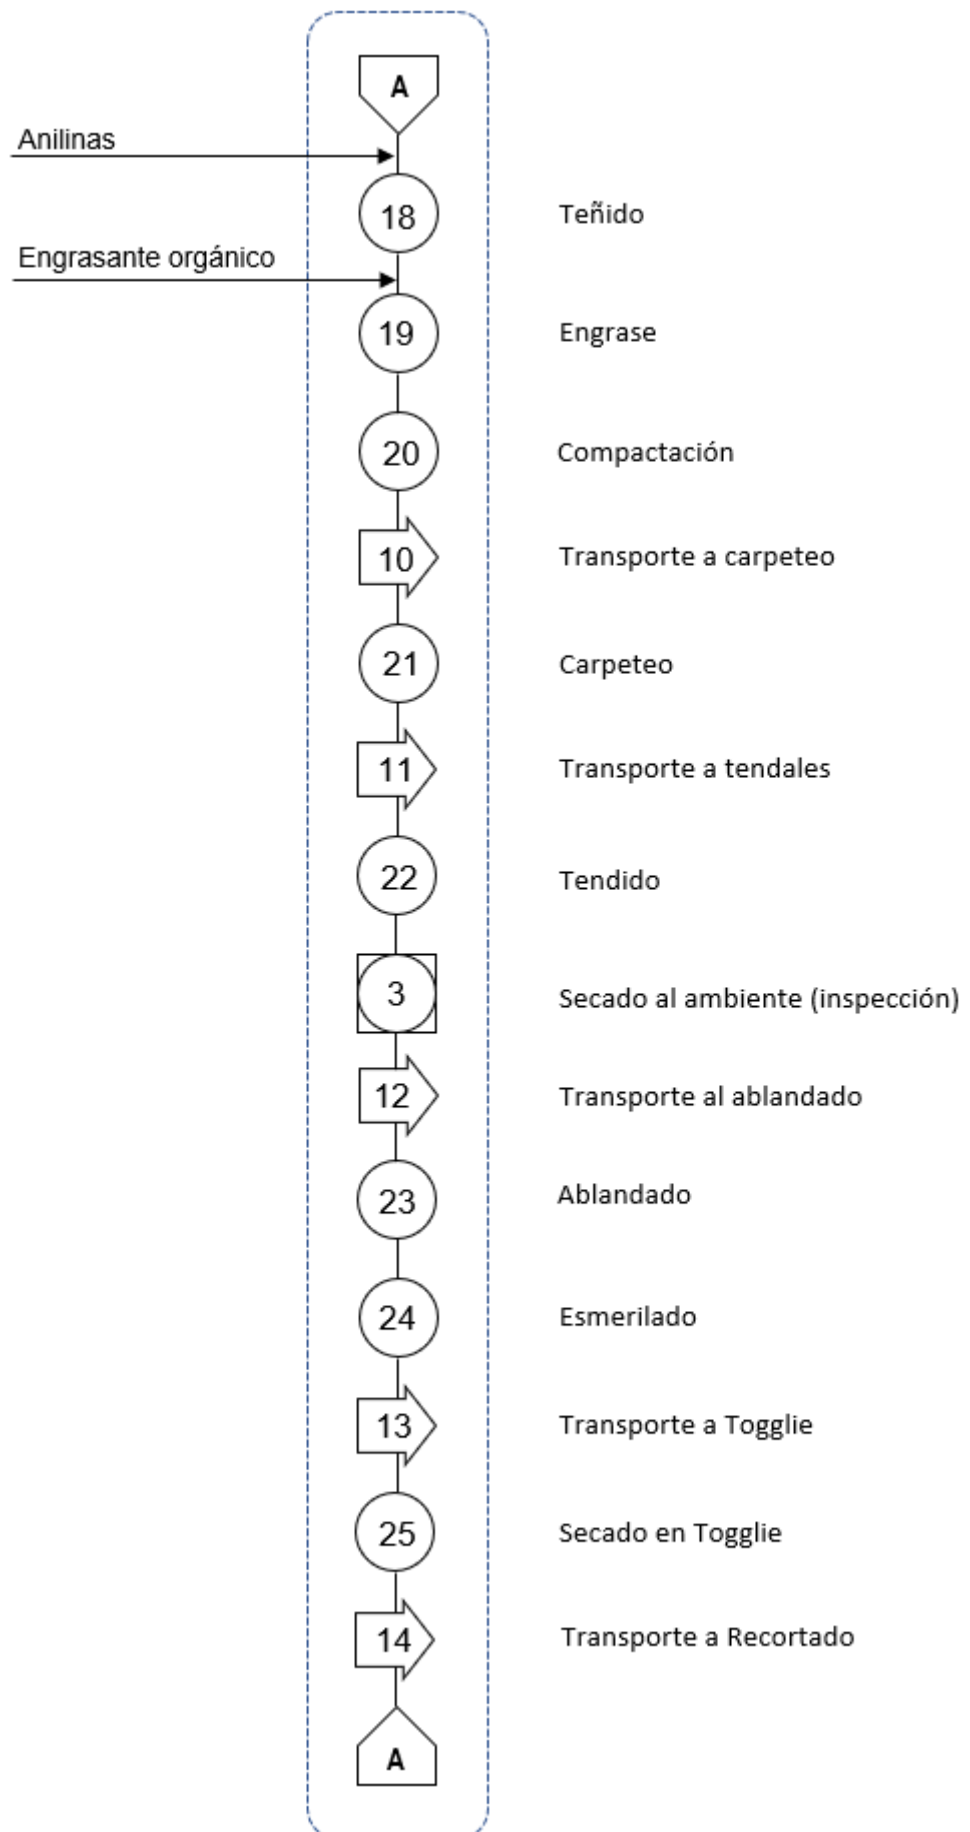 A
Anilinas
18 Teñido
Engrasante orgánico
19 Engrase
20 Compactación
10 Transporte a carpeteo
21 Carpeteo
11 Transporte a tendales
22 Tendido
3 Secado al ambiente (inspección)
12 Transporte al ablandado
23 Ablandado
24 Esmerilado
13 Transporte a Togglie
25 Secado en Togglie
14 Transporte a Recortado
A